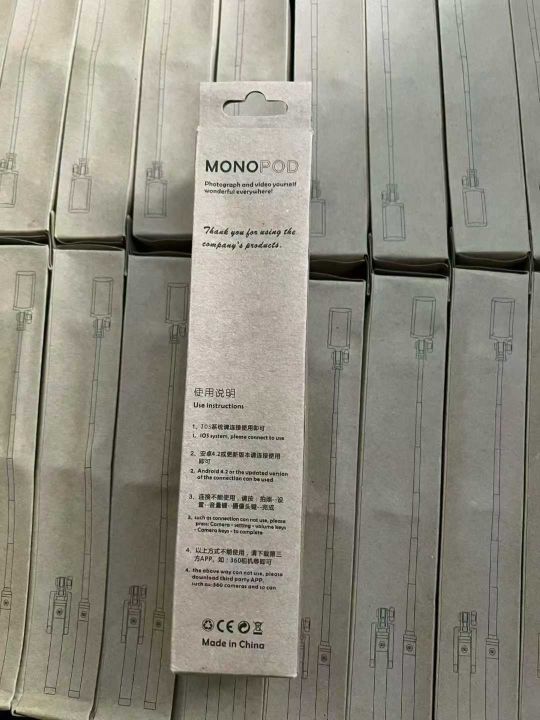 MONOPOD
Photograph and video yourself
wonderful everywhere!
Thank you for using the
company's products.
使用说明
Use instructions
1、IOS系统请连接使用即可
1、IOS system, please connect to use
2、安卓4.2或更新版本请连接使用
即可
2、Android 4.2 or the updated version
of the connection can be used
3、连接不能使用，请按：拍照--设
置--音量键--摄像头键--完成
3、such as connection can not use, please
press: Camera - setting - volume keys
- Camera keys - to complete
4、以上方式不能使用，请下载第三
方APP。如：360相机等即可
4、the above way can not use, please
download third party APP.
such as: 360 cameras and so can
CE
Made in China